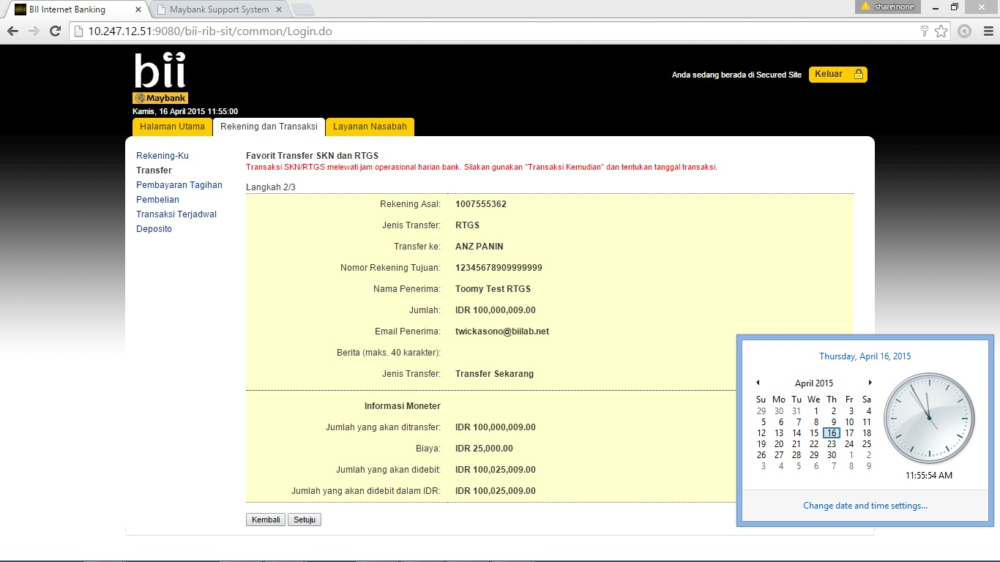 BII Internet Banking
Maybank Support System
shareinone
10.247.12.51:9080/bii-rib-sit/common/Login.do
bii
Maybank
Anda sedang berada di Secured Site
Keluar
Kamis, 16 April 2015 11:55:00
Halaman Utama
Rekening dan Transaksi
Layanan Nasabah
Rekening-Ku
Transfer
Pembayaran Tagihan
Pembelian
Transaksi Terjadwal
Deposito
Favorit Transfer SKN dan RTGS
Transaksi SKN/RTGS melewati jam operasional harian bank. Silakan gunakan "Transaksi Kemudian" dan tentukan tanggal transaksi.
Langkah 2/3
Rekening Asal: 1007555362
Jenis Transfer: RTGS
Transfer ke: ANZ PANIN
Nomor Rekening Tujuan: 12345678909999999
Nama Penerima: Toomy Test RTGS
Jumlah: IDR 100,000,009.00
Email Penerima: twickasono@biilab.net
Berita (maks. 40 karakter):
Jenis Transfer: Transfer Sekarang
Informasi Moneter
Jumlah yang akan ditransfer: IDR 100,000,009.00
Biaya: IDR 25,000.00
Jumlah yang akan didebit: IDR 100,025,009.00
Jumlah yang akan didebit dalam IDR: IDR 100,025,009.00
Kembali
Setuju
Thursday, April 16, 2015
April 2015
Su Mo Tu We Th Fr Sa
29 30 31 1 2 3 4
5 6 7 8 9 10 11
12 13 14 15 16 17 18
19 20 21 22 23 24 25
26 27 28 29 30 1 2
3 4 5 6 7 8 9
11:55:54 AM
Change date and time settings...